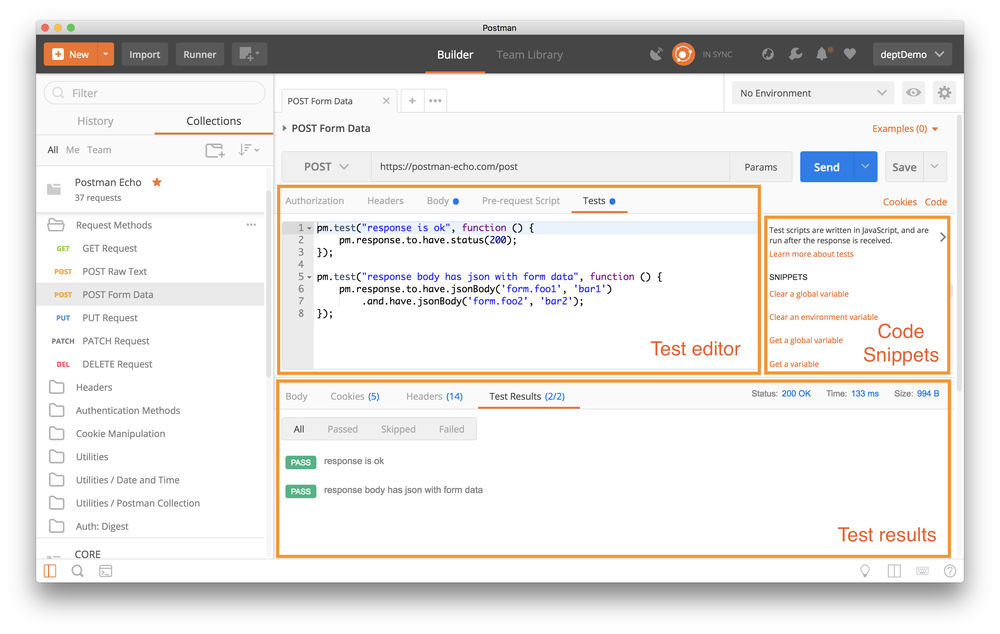 Postman
New
Import
Runner
Builder
Team Library
IN SYNC
deptDemo
Filter
History
Collections
All Me Team
Postman Echo
37 requests
Request Methods
GET GET Request
POST POST Raw Text
POST POST Form Data
PUT PUT Request
PATCH PATCH Request
DEL DELETE Request
Headers
Authentication Methods
Cookie Manipulation
Utilities
Utilities / Date and Time
Utilities / Postman Collection
Auth: Digest
CORE
POST Form Data
No Environment
POST Form Data
Examples (0)
POST
https://postman-echo.com/post
Params
Send
Save
Authorization
Headers
Body
Pre-request Script
Tests
Cookies
Code
1 pm.test("response is ok", function () {
2 pm.response.to.have.status(200);
3 });
4
5 pm.test("response body has json with form data", function () {
6 pm.response.to.have.jsonBody('form.foo1', 'bar1')
7 .and.have.jsonBody('form.foo2', 'bar2');
8 });
Test editor
Test scripts are written in JavaScript, and are
run after the response is received.
Learn more about tests
SNIPPETS
Clear a global variable
Clear an environment variable
Get a global variable
Get a variable
Code
Snippets
Body
Cookies (5)
Headers (14)
Test Results (2/2)
Status: 200 OK
Time: 133 ms
Size: 994 B
All
Passed
Skipped
Failed
PASS response is ok
PASS response body has json with form data
Test results